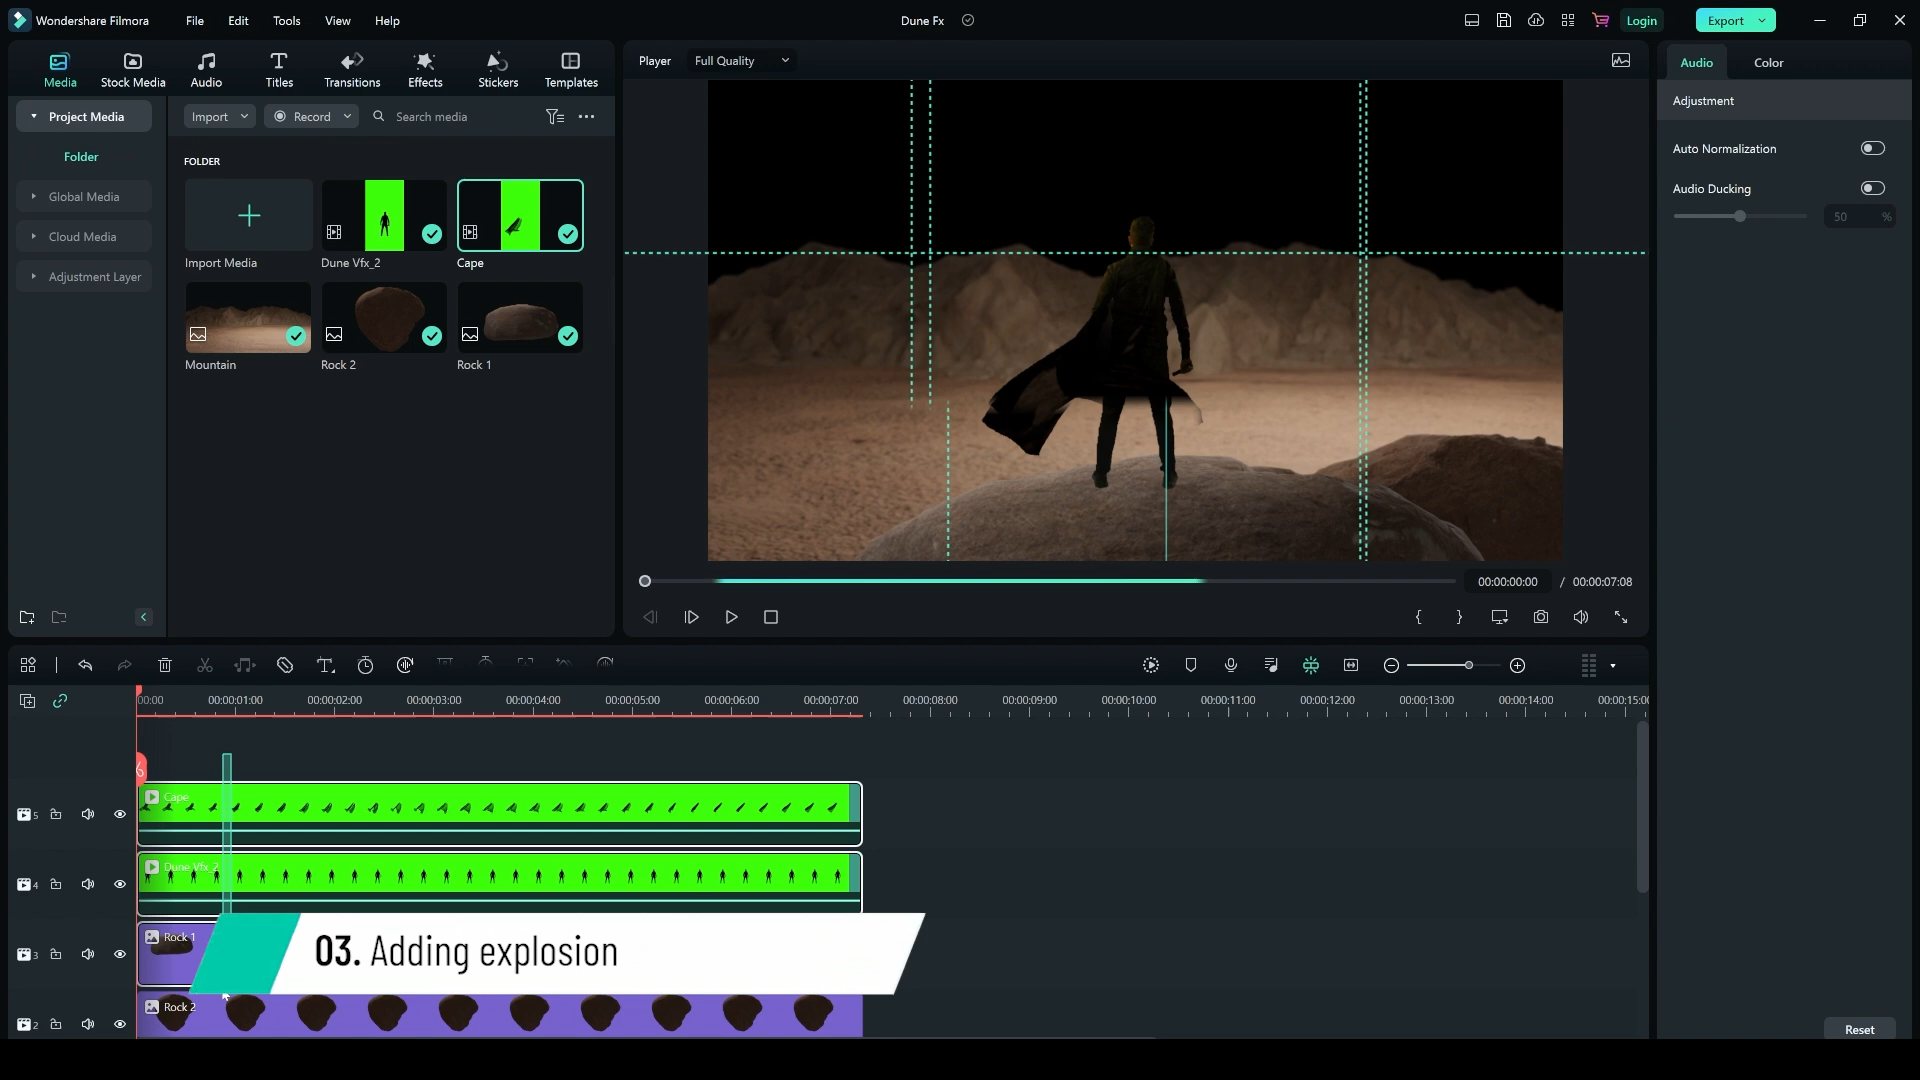 Wondershare Filmora
File
Edit
Tools
View
Help
Dune Fx
Login
Export
Media
Stock Media
Audio
Titles
Transitions
Effects
Stickers
Templates
Player
Full Quality
Audio
Color
Project Media
Import
Record
Search media
Adjustment
Folder
FOLDER
Auto Normalization
Global Media
Audio Ducking
Cloud Media
50 %
Import Media
Dune Vfx_2
Cape
Adjustment Layer
Mountain
Rock 2
Rock 1
00:00:00:00 / 00:00:07:08
00:00
00:00:01:00
00:00:02:00
00:00:03:00
00:00:04:00
00:00:05:00
00:00:06:00
00:00:07:00
00:00:08:00
00:00:09:00
00:00:10:00
00:00:11:00
00:00:12:00
00:00:13:00
00:00:14:00
00:00:15:00
Cape
5
Dune Vfx_2
4
Rock 1
03. Adding explosion
3
Rock 2
2
Reset